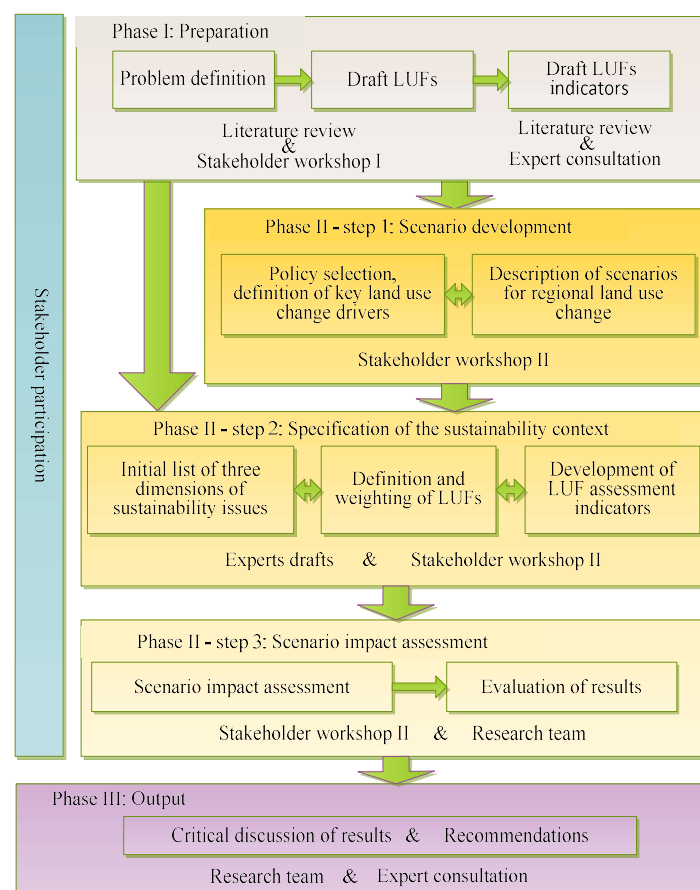 Stakeholder participation
Phase I: Preparation
Problem definition
Draft LUFs
Draft LUFs
indicators
Literature review
&
Stakeholder workshop I
Literature review
&
Expert consultation
Phase II - step 1: Scenario development
Policy selection,
definition of key land use
change drivers
Description of scenarios
for regional land use
change
Stakeholder workshop II
Phase II - step 2: Specification of the sustainability context
Initial list of three
dimensions of
sustainability issues
Definition and
weighting of LUFs
Development of
LUF assessment
indicators
Experts drafts & Stakeholder workshop II
Phase II - step 3: Scenario impact assessment
Scenario impact assessment
Evaluation of results
Stakeholder workshop II & Research team
Phase III: Output
Critical discussion of results & Recommendations
Research team & Expert consultation